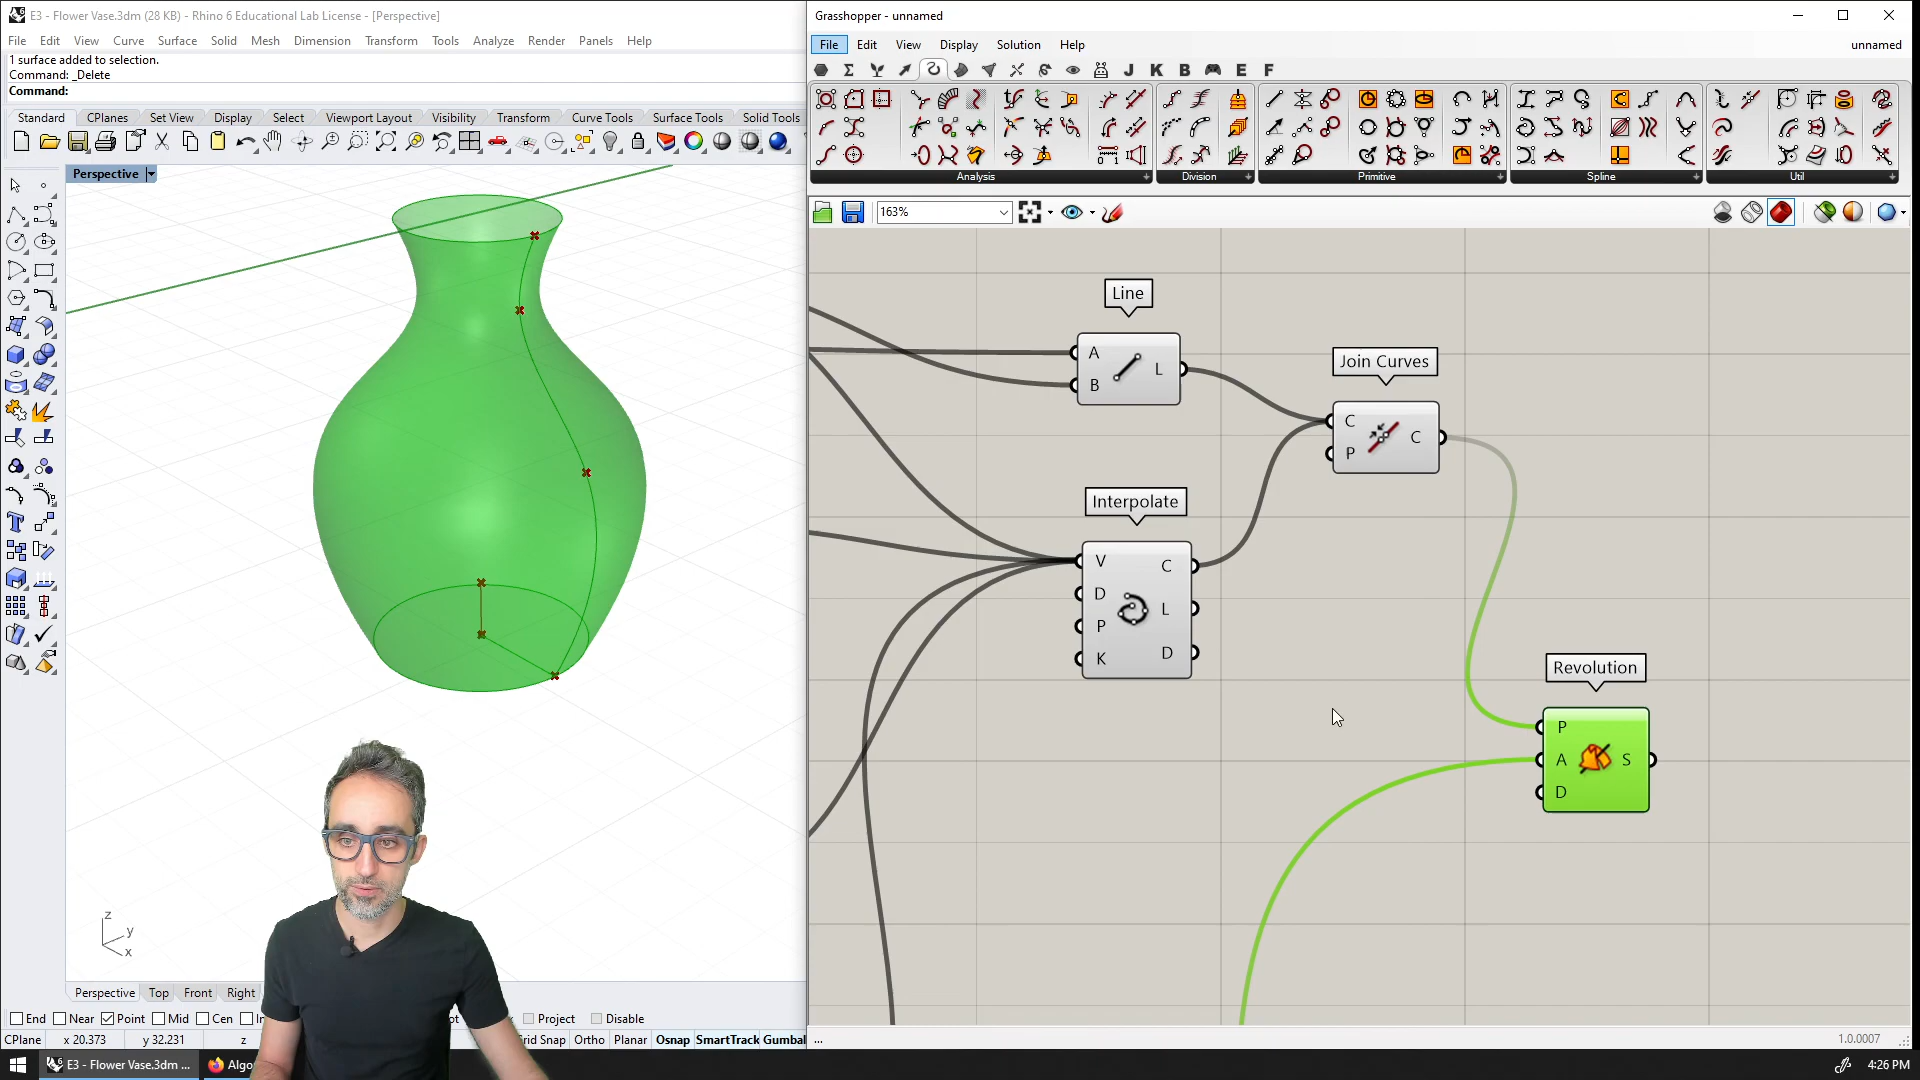 E3 - Flower Vase.3dm (28 KB) - Rhino 6 Educational Lab License - [Perspective]
File Edit View Curve Surface Solid Mesh Dimension Transform Tools Analyze Render Panels Help
1 surface added to selection.
Command: _Delete
Command:
Standard CPlanes Set View Display Select Viewport Layout Visibility Transform Curve Tools Surface Tools Solid Tools
Perspective
z
y
x
Perspective Top Front Right
End Near Point Mid Cen Project Disable
CPlane x 20.373 y 32.231 z Grid Snap Ortho Planar Osnap SmartTrack Gumbal
Grasshopper - unnamed
File Edit View Display Solution Help unnamed
J K B E F
Analysis Division Primitive Spline Util
163%
Line
A
B
L
Join Curves
C
P
C
Interpolate
V
D
P
K
C
L
D
Revolution
P
A
D
S
... 1.0.0007
E3 - Flower Vase.3dm ... Algo 4:26 PM